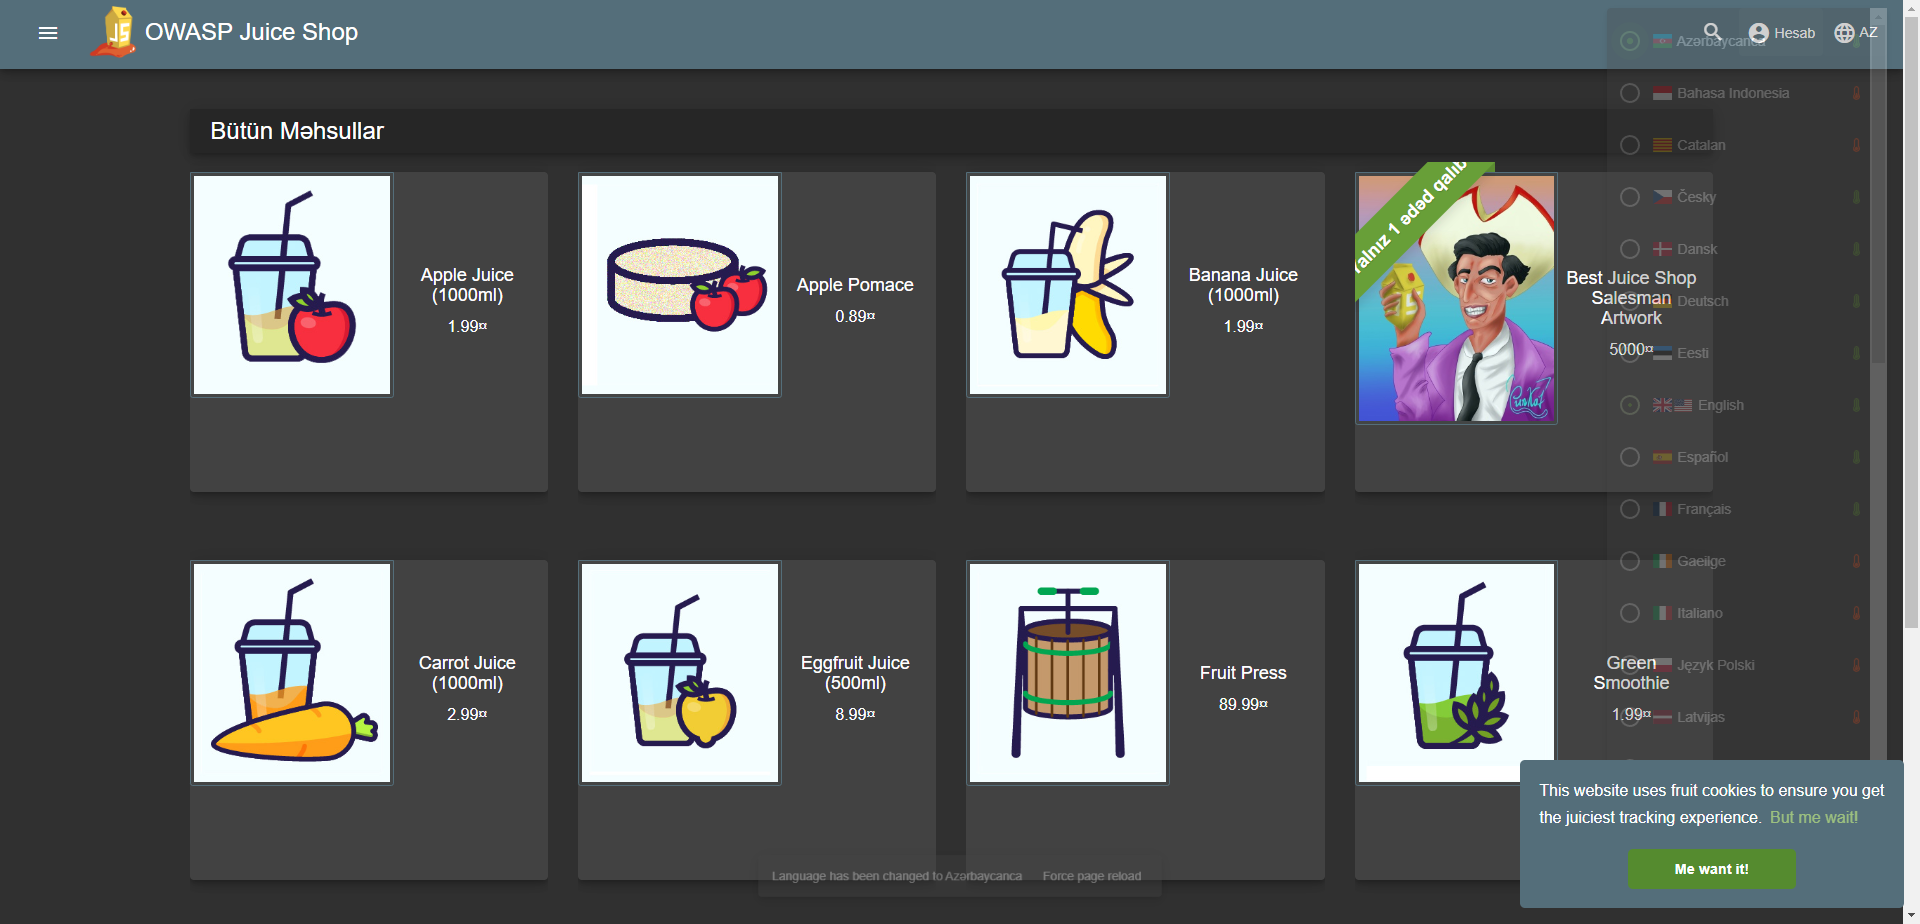 OWASP Juice Shop
Hesab
AZ
Azərbaycanca
Bahasa Indonesia
Catalan
Česky
Dansk
Deutsch
Eesti
English
Español
Français
Gaeilge
Italiano
Język Polski
Latvijas
Bütün Məhsullar
Apple Juice
(1000ml)
1.99¤
Apple Pomace
0.89¤
Banana Juice
(1000ml)
1.99¤
alnız 1 ədəd qalıb
Best Juice Shop
Salesman
Artwork
5000¤
Carrot Juice
(1000ml)
2.99¤
Eggfruit Juice
(500ml)
8.99¤
Fruit Press
89.99¤
Green
Smoothie
1.99¤
Language has been changed to Azərbaycanca Force page reload
This website uses fruit cookies to ensure you get
the juiciest tracking experience. But me wait!
Me want it!